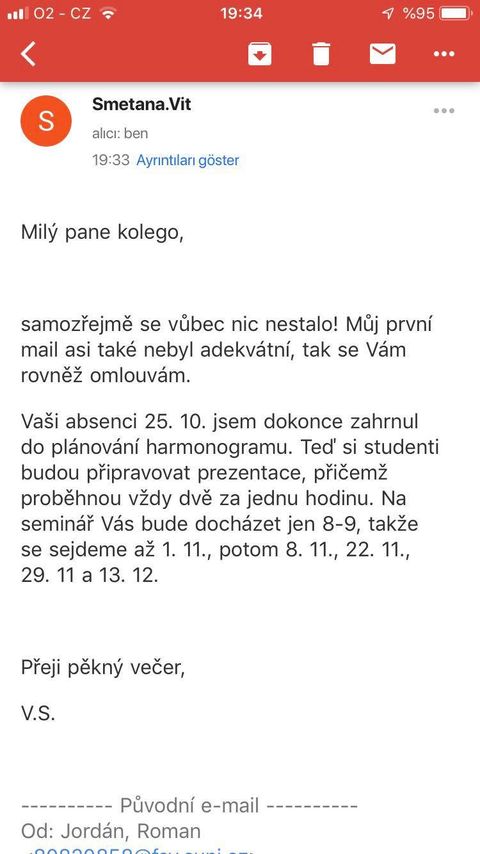 O2 - CZ 19:34 %95
S
Smetana.Vit
alıcı: ben
19:33 Ayrıntıları göster
Milý pane kolego,
samozřejmě se vůbec nic nestalo! Můj první
mail asi také nebyl adekvátní, tak se Vám
rovněž omlouvám.
Vaši absenci 25. 10. jsem dokonce zahrnul
do plánování harmonogramu. Teď si studenti
budou připravovat prezentace, přičemž
proběhnou vždy dvě za jednu hodinu. Na
seminář Vás bude docházet jen 8-9, takže
se sejdeme až 1. 11., potom 8. 11., 22. 11.,
29. 11 a 13. 12.
Přeji pěkný večer,
V.S.
---------- Původní e-mail ----------
Od: Jordán, Roman